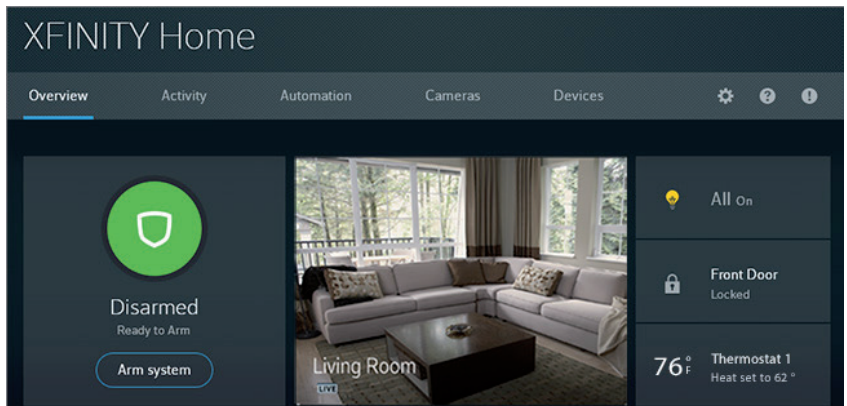 XFINITY Home
Overview
Activity
Automation
Cameras
Devices
Disarmed
Ready to Arm
Arm system
Living Room
LIVE
All On
Front Door
Locked
76°F
Thermostat 1
Heat set to 62 °